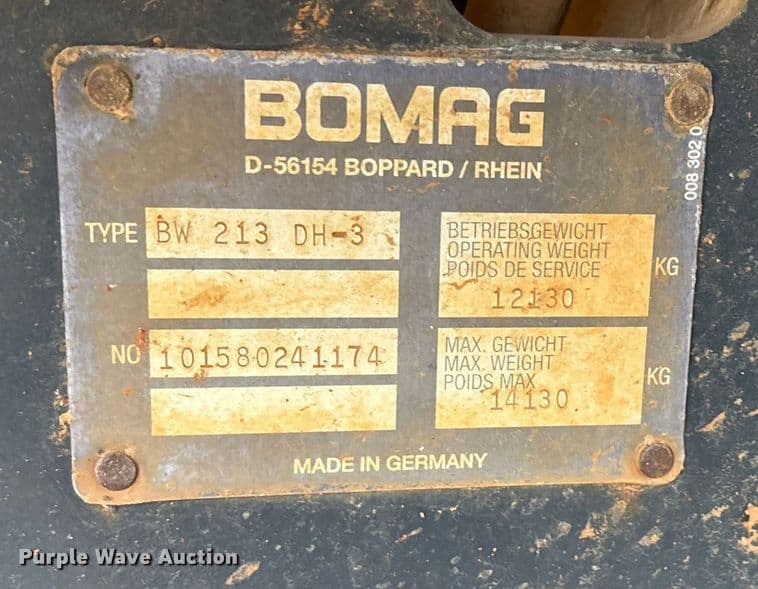 BOMAG
D-56154 BOPPARD / RHEIN
008 302 0
TYPE BW 213 DH-3
BETRIEBSGEWICHT
OPERATING WEIGHT
POIDS DE SERVICE
12130 KG
NO 101580241174
MAX. GEWICHT
MAX. WEIGHT
POIDS MAX
14130 KG
MADE IN GERMANY
Purple Wave Auction